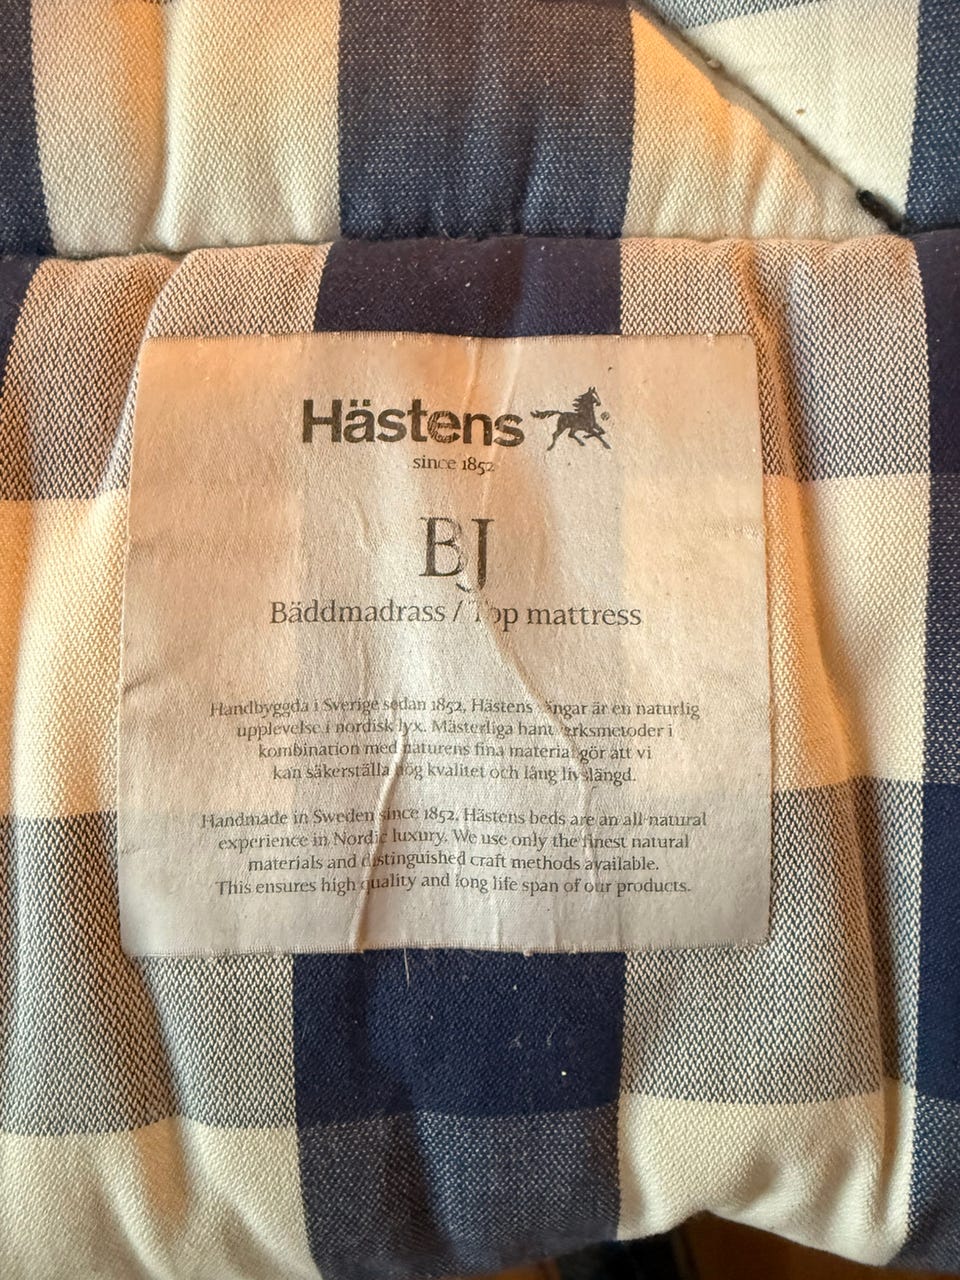 Hästens ®
since 1852
BJ
Bäddmadrass / Top mattress
Handbyggda i Sverige sedan 1852, Hästens sängar är en naturlig
upplevelse i nordisk lyx. Mästerliga hantverksmetoder i
kombination med naturens fina material gör att vi
kan säkerställa hög kvalitet och lång livslängd.
Handmade in Sweden since 1852, Hästens beds are an all natural
experience in Nordic luxury. We use only the finest natural
materials and distinguished craft methods available.
This ensures high quality and long life span of our products.